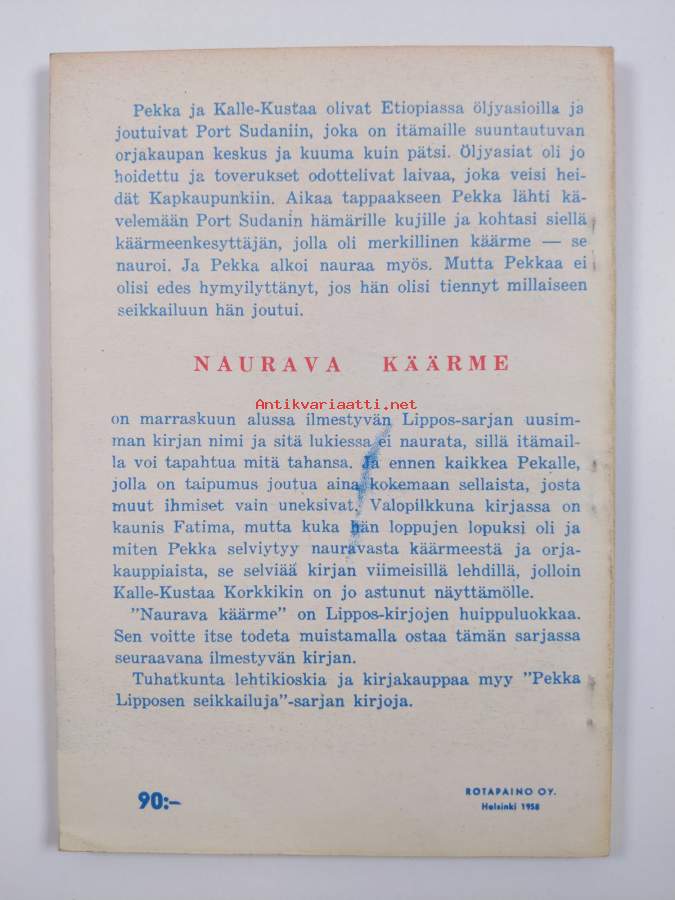 Pekka ja Kalle-Kustaa olivat Etiopiassa öljyasioilla ja
joutuivat Port Sudaniin, joka on itämaille suuntautuvan
orjakaupan keskus ja kuuma kuin pätsi. Öljyasiat oli jo
hoidettu ja toverukset odottelivat laivaa, joka veisi hei-
dät Kapkaupunkiin. Aikaa tappaakseen Pekka lähti kä-
velemään Port Sudanin hämärille kujille ja kohtasi siellä
käärmeenkesyttäjän, jolla oli merkillinen käärme — se
nauroi. Ja Pekka alkoi nauraa myös. Mutta Pekkaa ei
olisi edes hymyilyttänyt, jos hän olisi tiennyt millaiseen
seikkailuun hän joutui.
NAURAVA KÄÄRME
Antikvariaatti.net
on marraskuun alussa ilmestyvän Lippos-sarjan uusim-
man kirjan nimi ja sitä lukiessa ei naurata, sillä itämail-
la voi tapahtua mitä tahansa. Ja ennen kaikkea Pekalle,
jolla on taipumus joutua aina kokemaan sellaista, josta
muut ihmiset vain uneksivat. Valopilkkuna kirjassa on
kaunis Fatima, mutta kuka hän loppujen lopuksi oli ja
miten Pekka selviytyy nauravasta käärmeestä ja orja-
kauppiaista, se selviää kirjan viimeisillä lehdillä, jolloin
Kalle-Kustaa Korkkikin on jo astunut näyttämölle.
"Naurava käärme" on Lippos-kirjojen huippuluokkaa.
Sen voitte itse todeta muistamalla ostaa tämän sarjassa
seuraavana ilmestyvän kirjan.
Tuhatkunta lehtikioskia ja kirjakauppaa myy "Pekka
Lipposen seikkailuja"-sarjan kirjoja.
90:–
ROTAPAINO OY.
Helsinki 1958